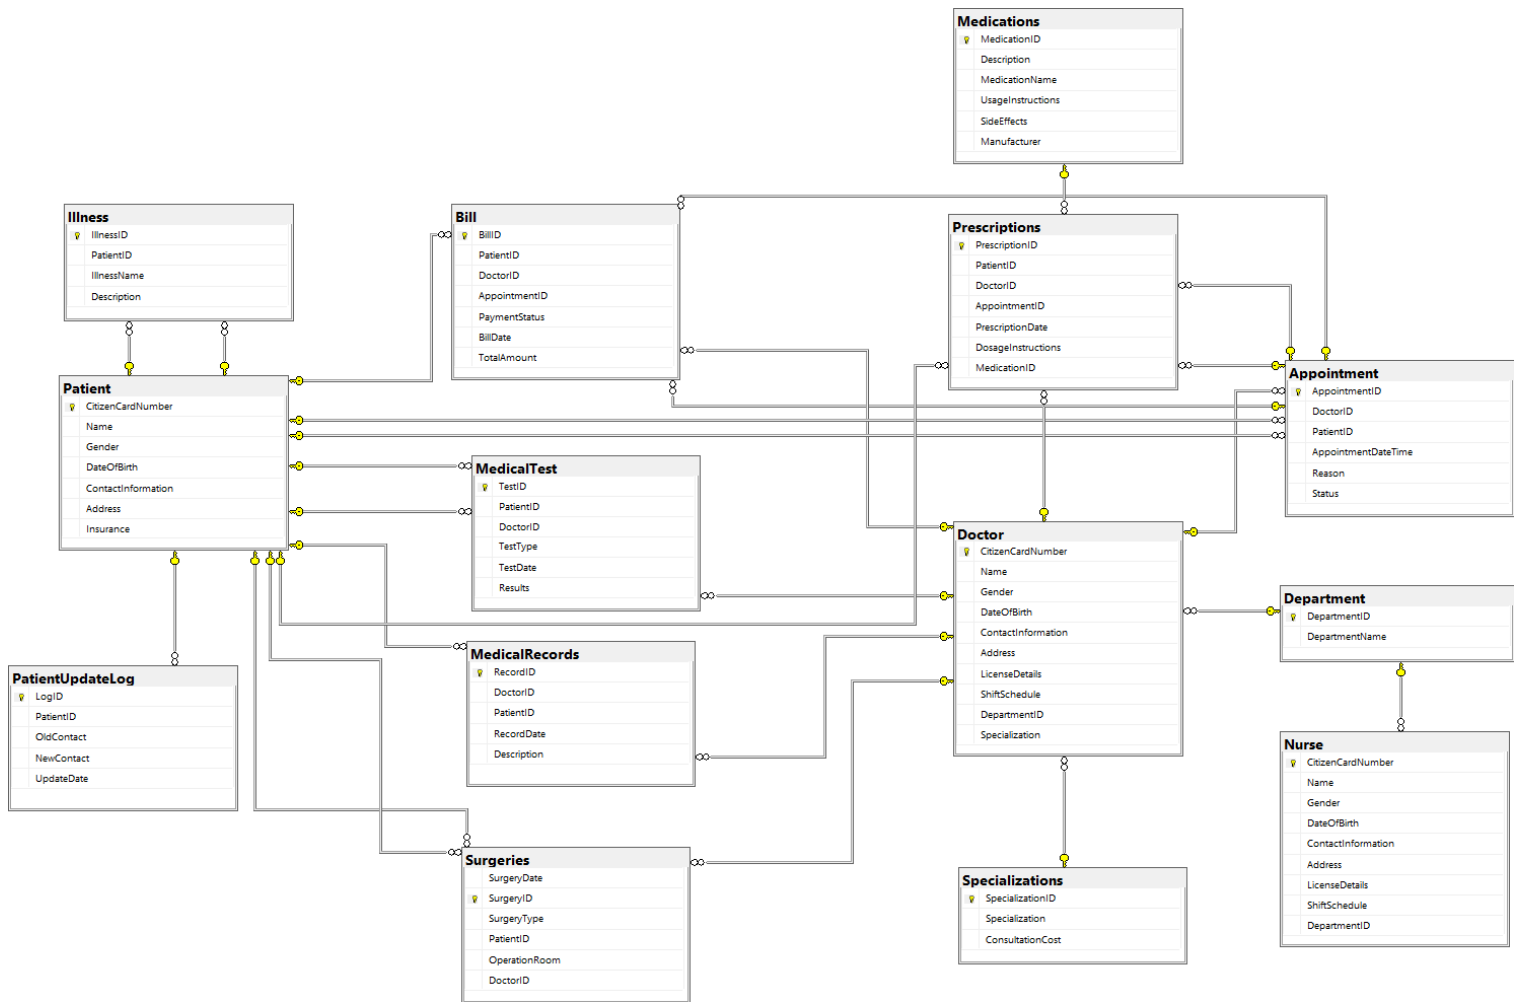 Medications
MedicationID
Description
MedicationName
UsageInstructions
SideEffects
Manufacturer
Illness
IllnessID
PatientID
IllnessName
Description
Bill
BillID
PatientID
DoctorID
AppointmentID
PaymentStatus
BillDate
TotalAmount
Prescriptions
PrescriptionID
PatientID
DoctorID
AppointmentID
PrescriptionDate
DosageInstructions
MedicationID
Appointment
AppointmentID
DoctorID
PatientID
AppointmentDateTime
Reason
Status
Patient
CitizenCardNumber
Name
Gender
DateOfBirth
ContactInformation
Address
Insurance
MedicalTest
TestID
PatientID
DoctorID
TestType
TestDate
Results
Doctor
CitizenCardNumber
Name
Gender
DateOfBirth
ContactInformation
Address
LicenseDetails
ShiftSchedule
DepartmentID
Specialization
Department
DepartmentID
DepartmentName
MedicalRecords
RecordID
DoctorID
PatientID
RecordDate
Description
PatientUpdateLog
LogID
PatientID
OldContact
NewContact
UpdateDate
Nurse
CitizenCardNumber
Name
Gender
DateOfBirth
ContactInformation
Address
LicenseDetails
ShiftSchedule
DepartmentID
Surgeries
SurgeryDate
SurgeryID
SurgeryType
PatientID
OperationRoom
DoctorID
Specializations
SpecializationID
Specialization
ConsultationCost